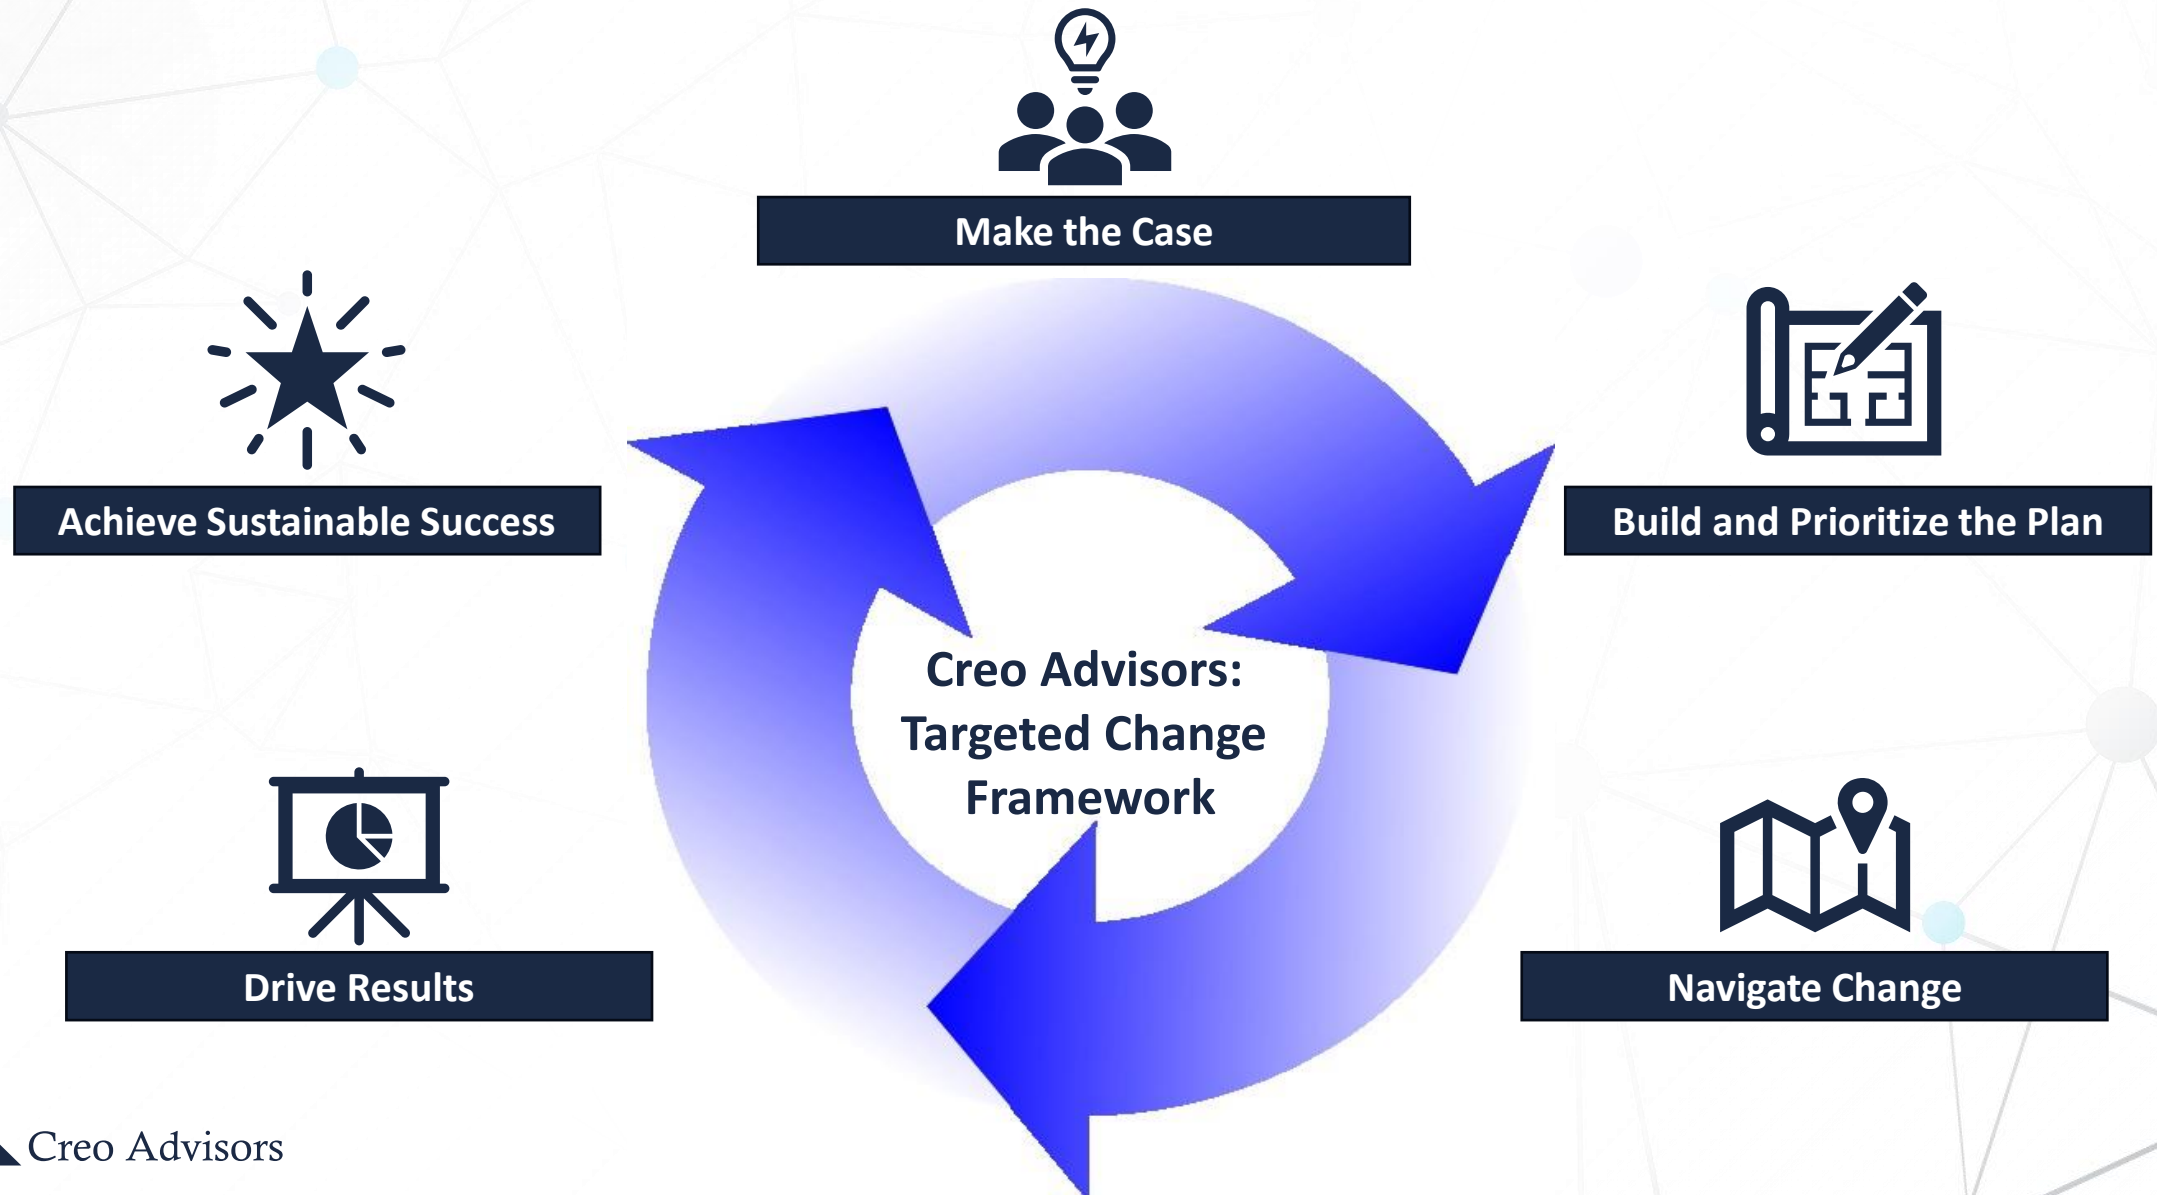 Make the Case
Achieve Sustainable Success
Build and Prioritize the Plan
Creo Advisors:
Targeted Change
Framework
Drive Results
Navigate Change
Creo Advisors